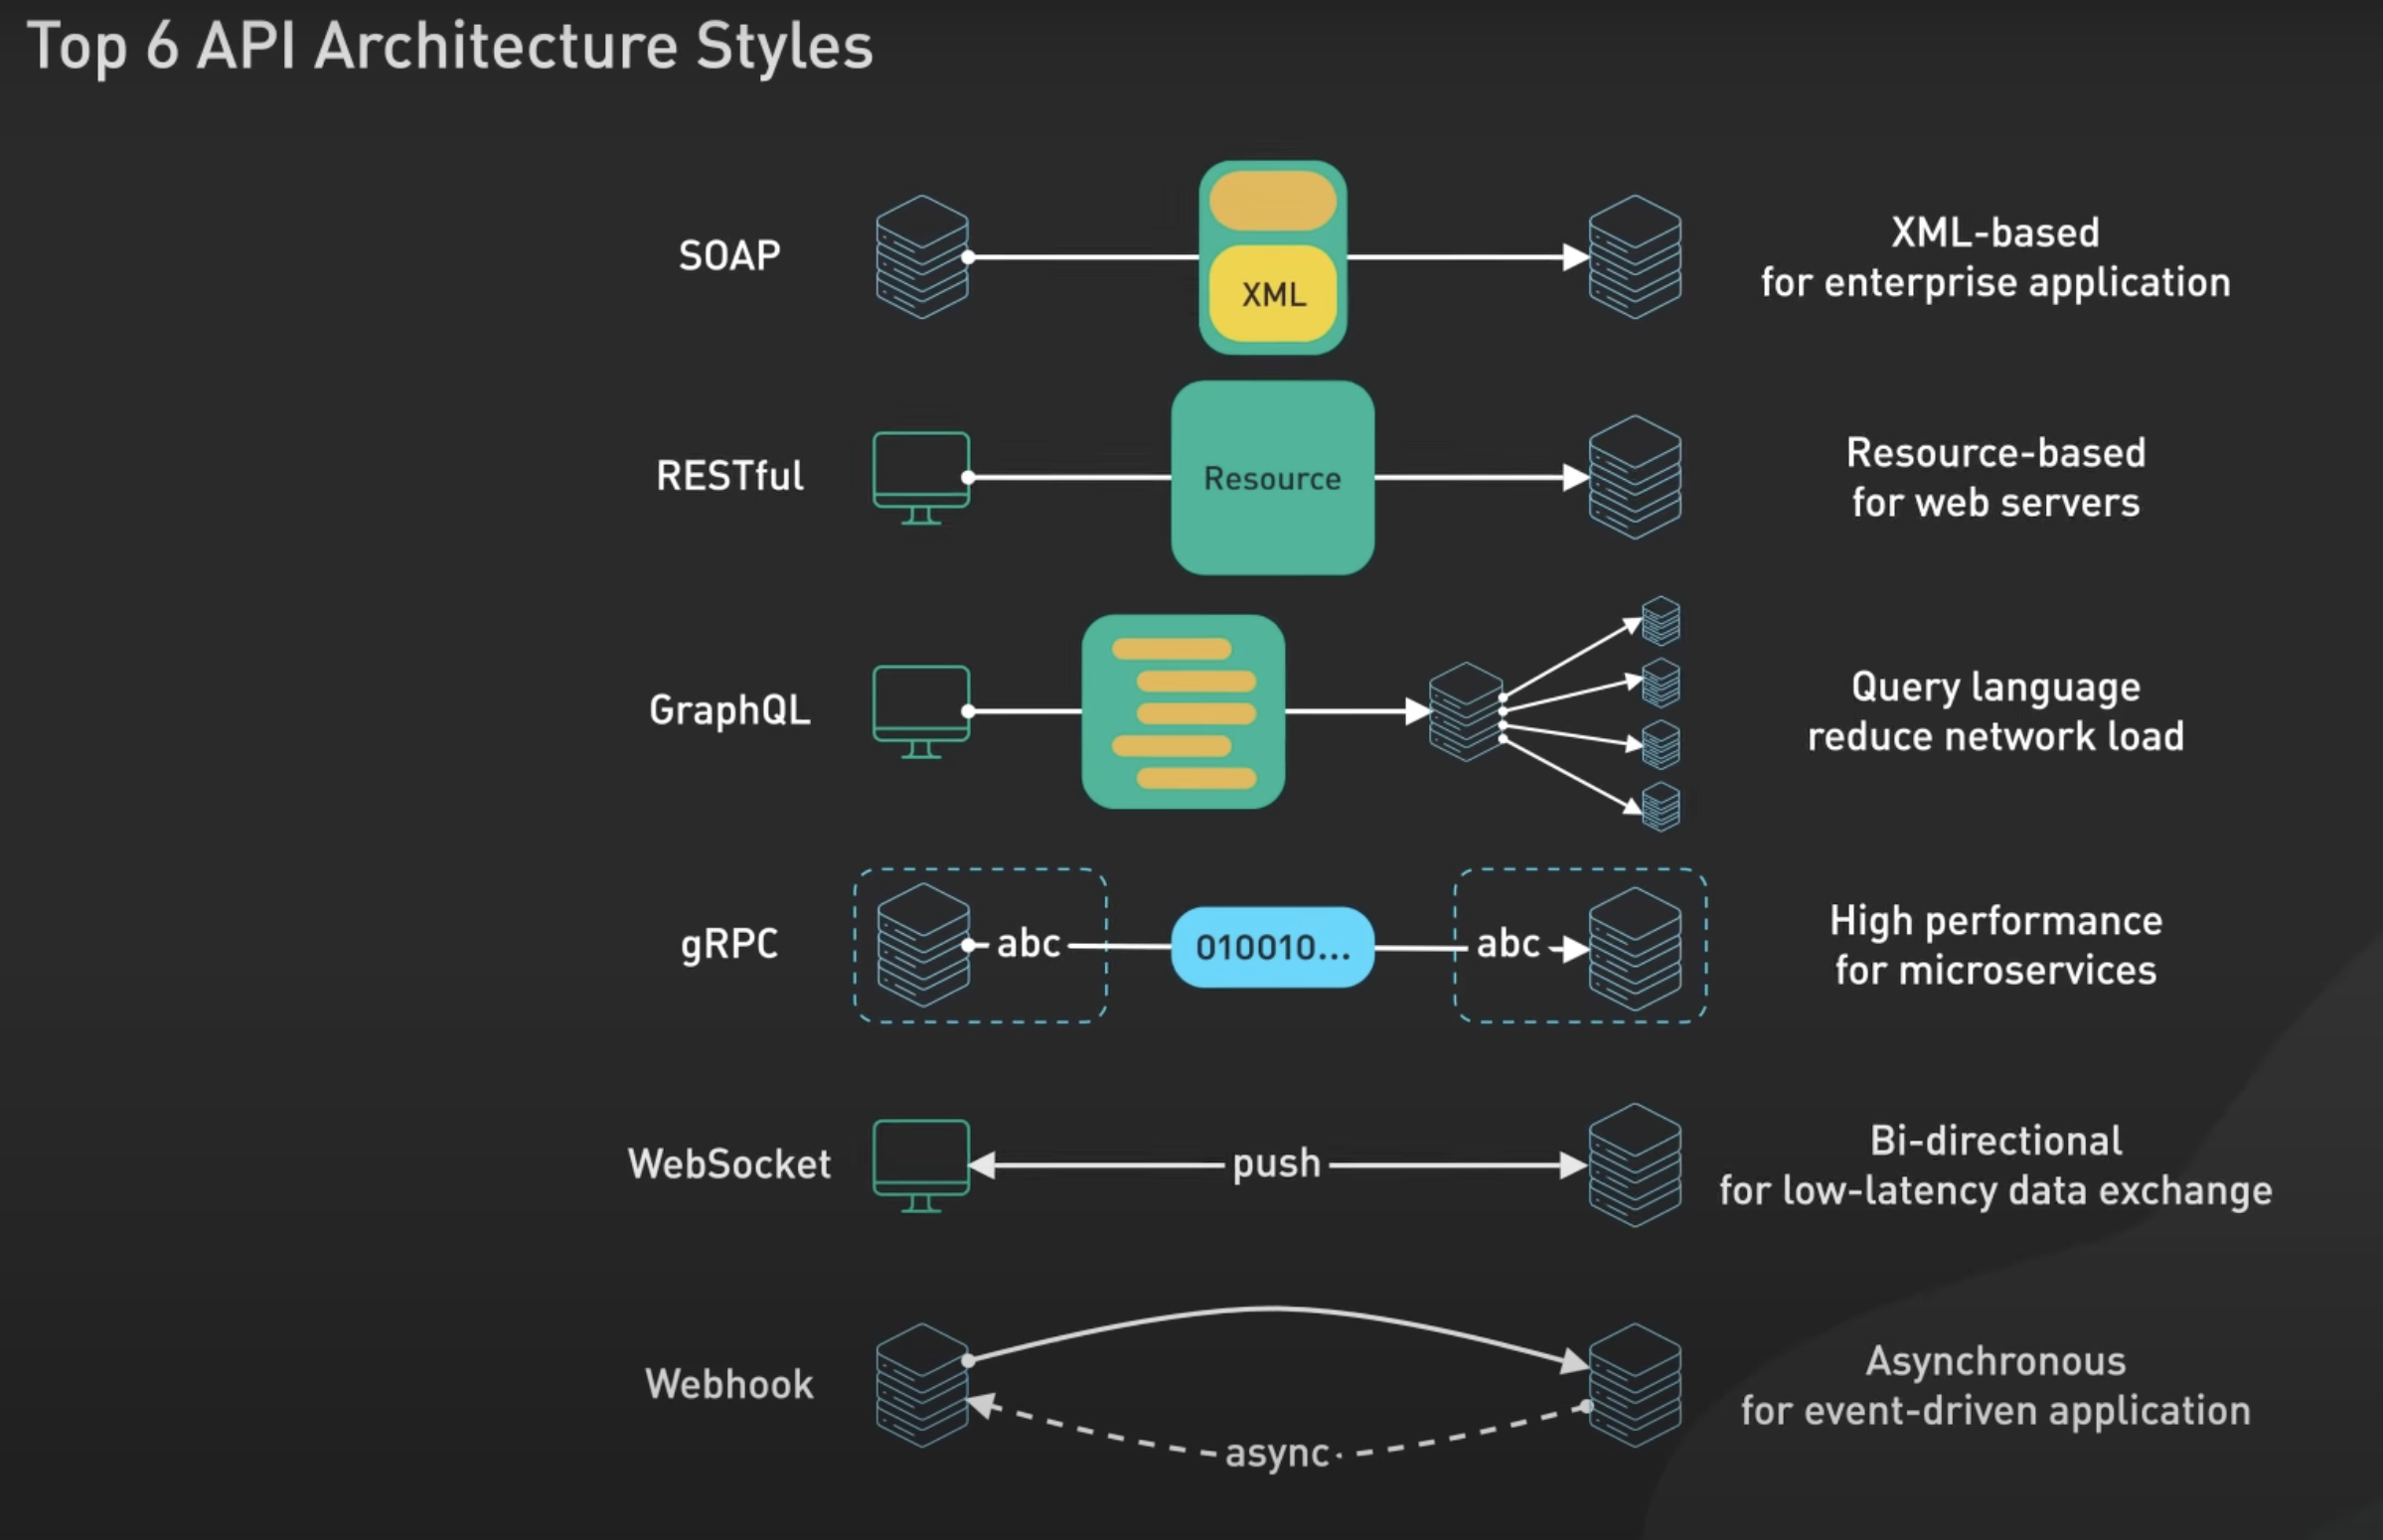 Top 6 API Architecture Styles
SOAP
XML
XML-based
for enterprise application
RESTful
Resource
Resource-based
for web servers
GraphQL
Query language
reduce network load
gRPC
abc
010010...
abc
High performance
for microservices
WebSocket
push
Bi-directional
for low-latency data exchange
Webhook
async
Asynchronous
for event-driven application